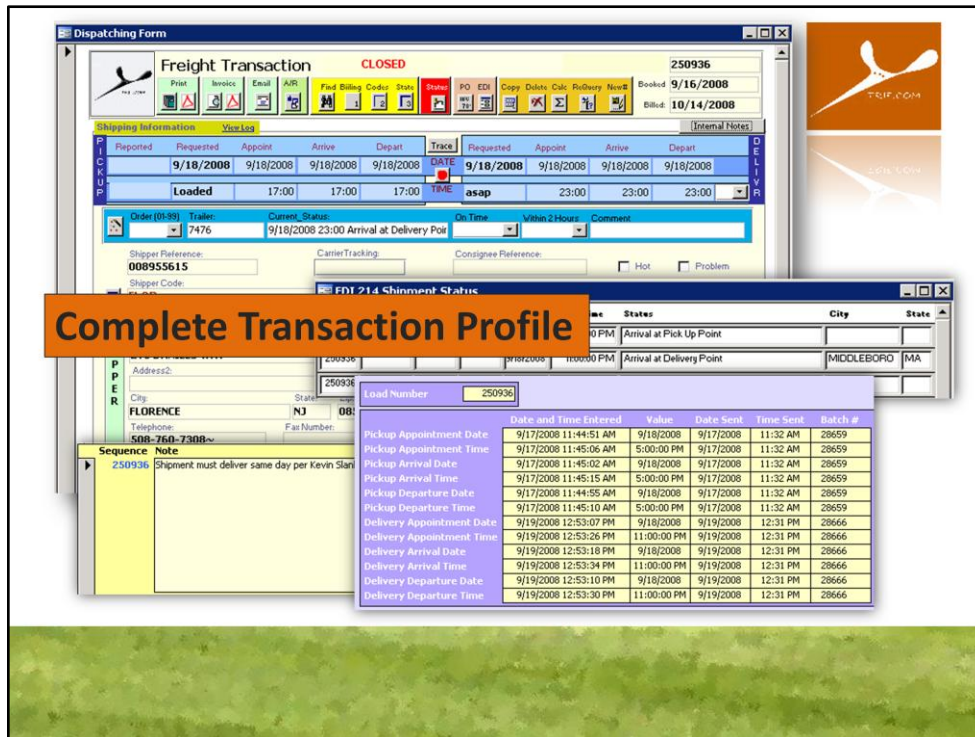 Dispatching Form
Freight Transaction CLOSED 250936
Print Invoice Email A/R Find Billing Codes State Status PO EDI Copy Delete Calc ReQuery New#
Booked 9/16/2008
Billed: 10/14/2008
TRIF.COM
Shipping Information View Log Internal Notes
PICKUP
Reported Requested Appoint Arrive Depart Trace Requested Appoint Arrive Depart
9/18/2008 9/18/2008 9/18/2008 9/18/2008 DATE 9/18/2008 9/18/2008 9/18/2008 9/18/2008
Loaded 17:00 17:00 17:00 TIME asap 23:00 23:00 23:00
DELIVR
Order (01-99) Trailer: Current_Status: On Time Within 2 Hours Comment
7476 9/18/2008 23:00 Arrival at Delivery Poir
Shipper Reference: CarrierTracking: Consignee Reference:
008955615 Hot Problem
Shipper Code:
EDI 214 Shipment Status
Complete Transaction Profile
Status City State
PM Arrival at Pick Up Point
250936 9/18/2008 11:00:00 PM Arrival at Delivery Point MIDDLEBORO MA
250936
PPER
Address2:
City: State:
FLORENCE NJ 08
Telephone: Fax Number:
508-760-7308~
Sequence Note
250936 Shipment must deliver same day per Kevin
Load Number 250936
Date and Time Entered Value Date Sent Time Sent Batch #
Pickup Appointment Date 9/17/2008 11:44:51 AM 9/18/2008 9/17/2008 11:32 AM 28659
Pickup Appointment Time 9/17/2008 11:45:06 AM 5:00:00 PM 9/17/2008 11:32 AM 28659
Pickup Arrival Date 9/17/2008 11:45:02 AM 9/18/2008 9/17/2008 11:32 AM 28659
Pickup Arrival Time 9/17/2008 11:45:15 AM 5:00:00 PM 9/17/2008 11:32 AM 28659
Pickup Departure Date 9/17/2008 11:44:55 AM 9/18/2008 9/17/2008 11:32 AM 28659
Pickup Departure Time 9/17/2008 11:45:10 AM 5:00:00 PM 9/17/2008 11:32 AM 28659
Delivery Appointment Date 9/19/2008 12:53:07 PM 9/18/2008 9/19/2008 12:31 PM 28666
Delivery Appointment Time 9/19/2008 12:53:26 PM 11:00:00 PM 9/19/2008 12:31 PM 28666
Delivery Arrival Date 9/19/2008 12:53:18 PM 9/18/2008 9/19/2008 12:31 PM 28666
Delivery Arrival Time 9/19/2008 12:53:34 PM 11:00:00 PM 9/19/2008 12:31 PM 28666
Delivery Departure Date 9/19/2008 12:53:10 PM 9/18/2008 9/19/2008 12:31 PM 28666
Delivery Departure Time 9/19/2008 12:53:30 PM 11:00:00 PM 9/19/2008 12:31 PM 28666